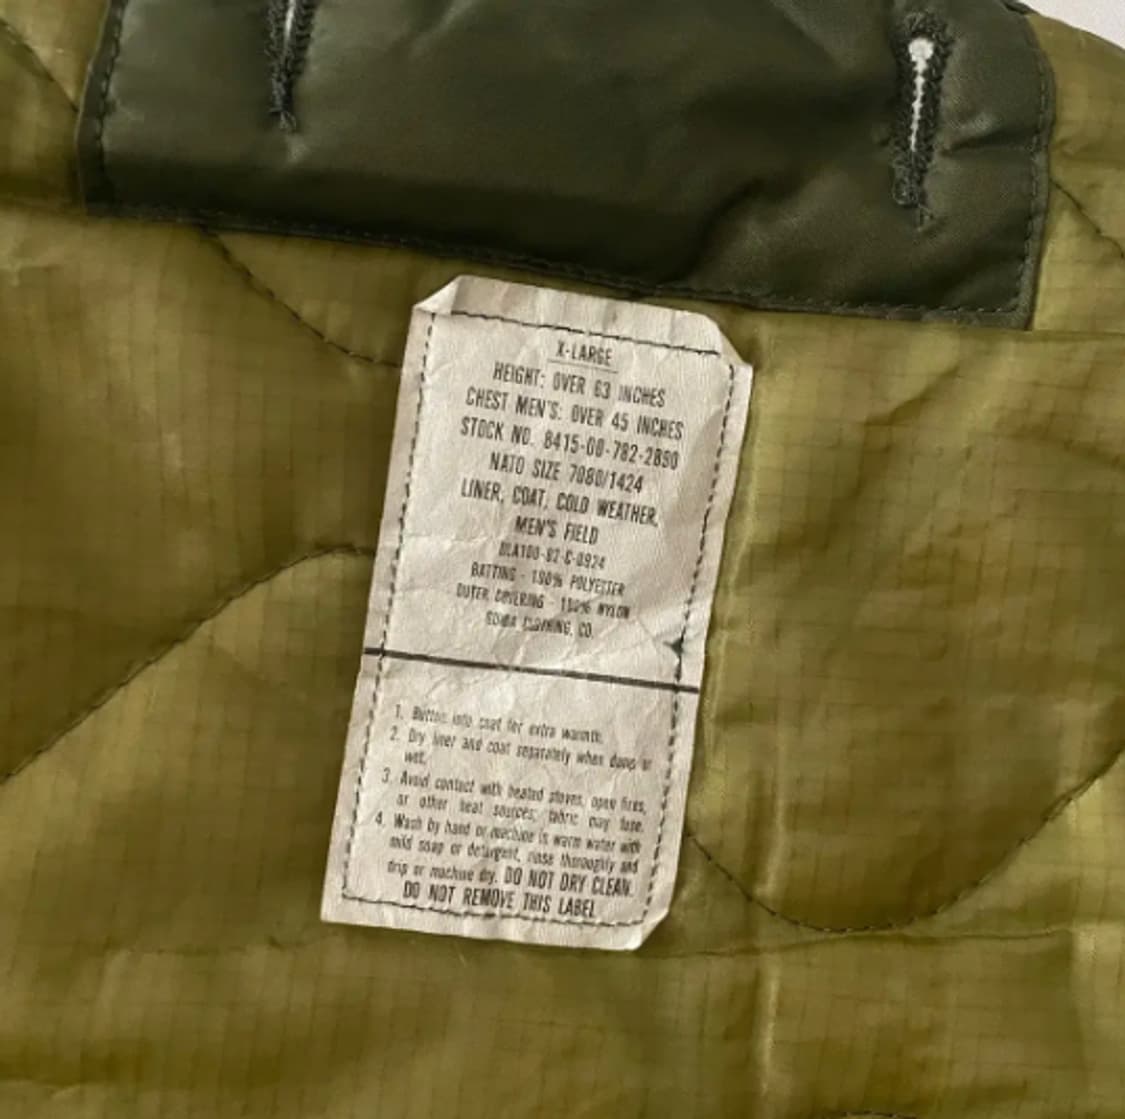 X-LARGE
HEIGHT: OVER 63 INCHES
CHEST MEN'S: OVER 45 INCHES
STOCK NO. 8415-00-782-2890
NATO SIZE 7080/1424
LINER, COAT, COLD WEATHER,
MEN'S FIELD
DLA100-82-C-0924
BATTING - 100% POLYESTER
OUTER COVERING - 100% NYLON
CLOTHING, CO.
1. Button into coat for extra warmth.
2. Dry liner and coat separately when damp or
wet.
3. Avoid contact with heated stoves, open fires,
or other heat sources; fabric may fuse.
4. Wash by hand or machine in warm water with
mild soap or detergent, rinse thoroughly and
drip or machine dry. DO NOT DRY CLEAN.
DO NOT REMOVE THIS LABEL